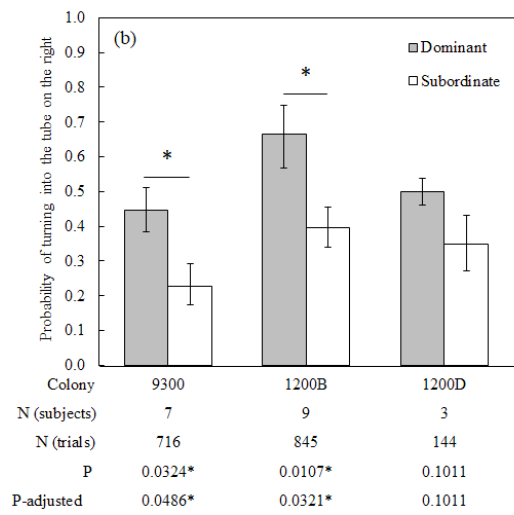 (b)
Probability of turning into the tube on the right
1.0
0.9
0.8
0.7
0.6
0.5
0.4
0.3
0.2
0.1
0.0
Dominant
Subordinate
*
*
Colony 9300 1200B 1200D
N (subjects) 7 9 3
N (trials) 716 845 144
P 0.0324* 0.0107* 0.1011
P-adjusted 0.0486* 0.0321* 0.1011